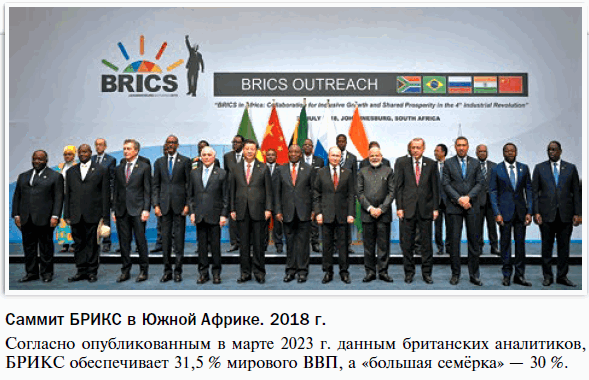 BRICS
BRICS OUTREACH
"BRICS in Africa: Collaboration for Inclusive Growth and Shared Prosperity in the 4th Industrial Revolution"
JULY 2018, JOHANNESBURG, SOUTH AFRICA
Саммит БРИКС в Южной Африке. 2018 г.
Согласно опубликованным в марте 2023 г. данным британских аналитиков,
БРИКС обеспечивает 31,5 % мирового ВВП, а «большая семёрка» — 30 %.